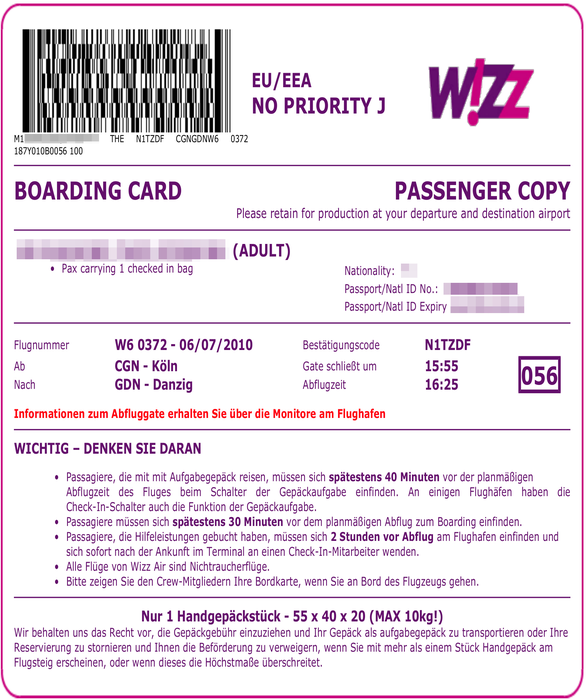 EU/EEA
NO PRIORITY J
WIZZ
M1 THE N1TZDF CGNGDNW6 0372
187Y010B0056 100
BOARDING CARD PASSENGER COPY
Please retain for production at your departure and destination airport
(ADULT)
• Pax carrying 1 checked in bag
Nationality:
Passport/Natl ID No.:
Passport/Natl ID Expiry
Flugnummer W6 0372 - 06/07/2010 Bestätigungscode N1TZDF
Ab CGN - Köln Gate schließt um 15:55
Nach GDN - Danzig Abflugzeit 16:25
056
Informationen zum Abfluggate erhalten Sie über die Monitore am Flughafen
WICHTIG – DENKEN SIE DARAN
• Passagiere, die mit mit Aufgabegepäck reisen, müssen sich spätestens 40 Minuten vor der planmäßigen
Abflugzeit des Fluges beim Schalter der Gepäckaufgabe einfinden. An einigen Flughäfen haben die
Check-In-Schalter auch die Funktion der Gepäckaufgabe.
• Passagiere müssen sich spätestens 30 Minuten vor dem planmäßigen Abflug zum Boarding einfinden.
• Passagiere, die Hilfeleistungen gebucht haben, müssen sich 2 Stunden vor Abflug am Flughafen einfinden und
sich sofort nach der Ankunft im Terminal an einen Check-In-Mitarbeiter wenden.
• Alle Flüge von Wizz Air sind Nichtraucherflüge.
• Bitte zeigen Sie den Crew-Mitgliedern Ihre Bordkarte, wenn Sie an Bord des Flugzeugs gehen.
Nur 1 Handgepäckstück - 55 x 40 x 20 (MAX 10kg!)
Wir behalten uns das Recht vor, die Gepäckgebühr einzuziehen und Ihr Gepäck als aufgabegepäck zu transportieren oder Ihre
Reservierung zu stornieren und Ihnen die Beförderung zu verweigern, wenn Sie mit mehr als einem Stück Handgepäck am
Flugsteig erscheinen, oder wenn dieses die Höchstmaße überschreitet.